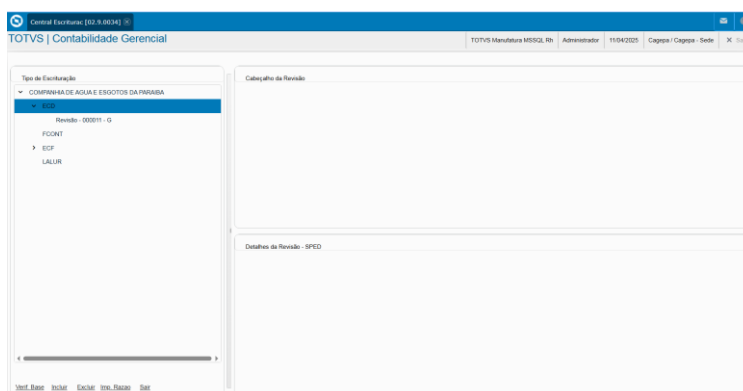 Central Escriturac [02.9.0034]
TOTVS | Contabilidade Gerencial
TOTVS Manufatura MSSQL Rh Administrador 11/04/2025 Cagepa / Cagepa - Sede X
Tipo de Escrituração
COMPANHIA DE AGUA E ESGOTOS DA PARAIBA
ECD
Revisão - 000011 - G
FCONT
ECF
LALUR
Cabeçalho da Revisão
Detalhes da Revisão - SPED
Verif. Base Incluir Excluir Imp. Razao Sair